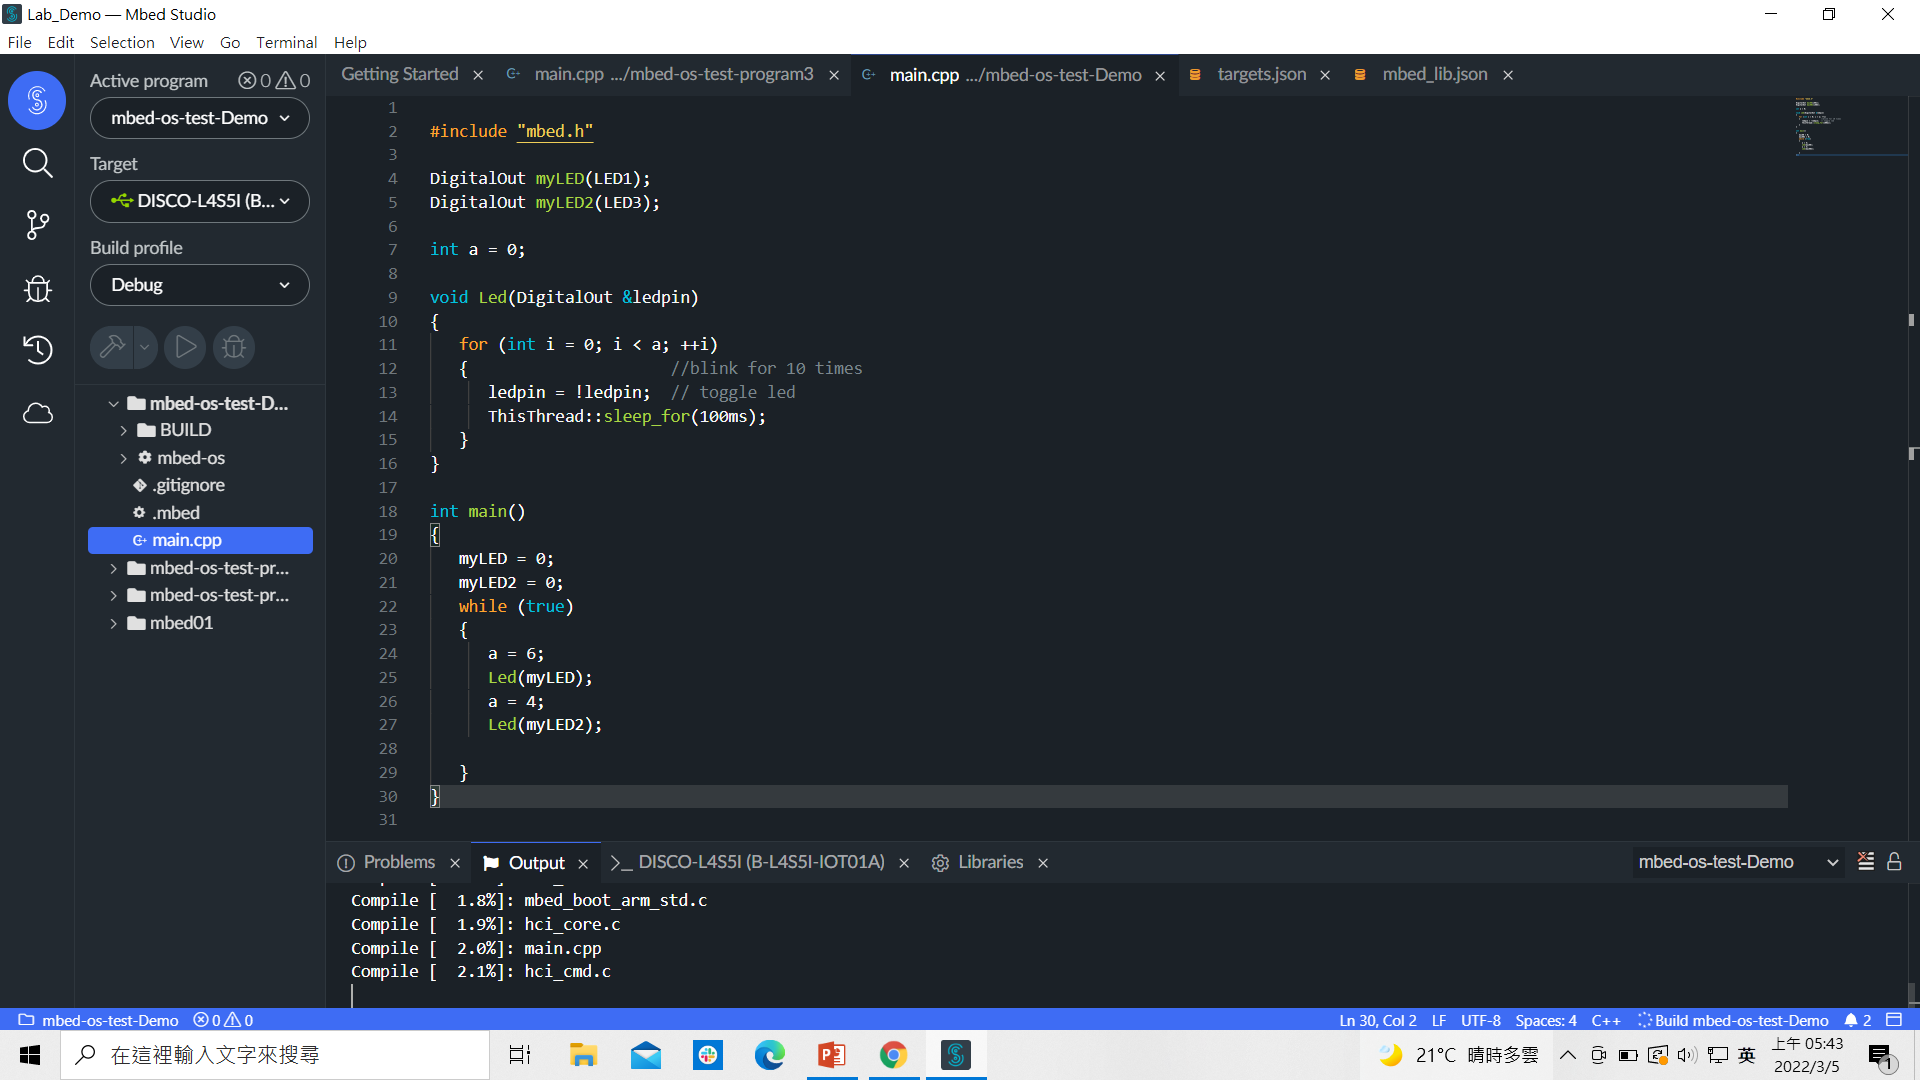 Lab_Demo — Mbed Studio
File Edit Selection View Go Terminal Help
Active program 0 0
mbed-os-test-Demo
Target
DISCO-L4S5I (B...
Build profile
Debug
mbed-os-test-D...
BUILD
mbed-os
.gitignore
.mbed
main.cpp
mbed-os-test-pr...
mbed-os-test-pr...
mbed01
Getting Started main.cpp .../mbed-os-test-program3 main.cpp .../mbed-os-test-Demo targets.json mbed_lib.json
1
2 #include "mbed.h"
3
4 DigitalOut myLED(LED1);
5 DigitalOut myLED2(LED3);
6
7 int a = 0;
8
9 void Led(DigitalOut &ledpin)
10 {
11 for (int i = 0; i < a; ++i)
12 { //blink for 10 times
13 ledpin = !ledpin; // toggle led
14 ThisThread::sleep_for(100ms);
15 }
16 }
17
18 int main()
19 {
20 myLED = 0;
21 myLED2 = 0;
22 while (true)
23 {
24 a = 6;
25 Led(myLED);
26 a = 4;
27 Led(myLED2);
28
29 }
30 }
31
Problems Output >_ DISCO-L4S5I (B-L4S5I-IOT01A) Libraries mbed-os-test-Demo
Compile [ 1.8%]: mbed_boot_arm_std.c
Compile [ 1.9%]: hci_core.c
Compile [ 2.0%]: main.cpp
Compile [ 2.1%]: hci_cmd.c
mbed-os-test-Demo 0 0 Ln 30, Col 2 LF UTF-8 Spaces: 4 C++ Build mbed-os-test-Demo 2
在這裡輸入文字來搜尋
21°C 晴時多雲
英
上午 05:43
2022/3/5
1